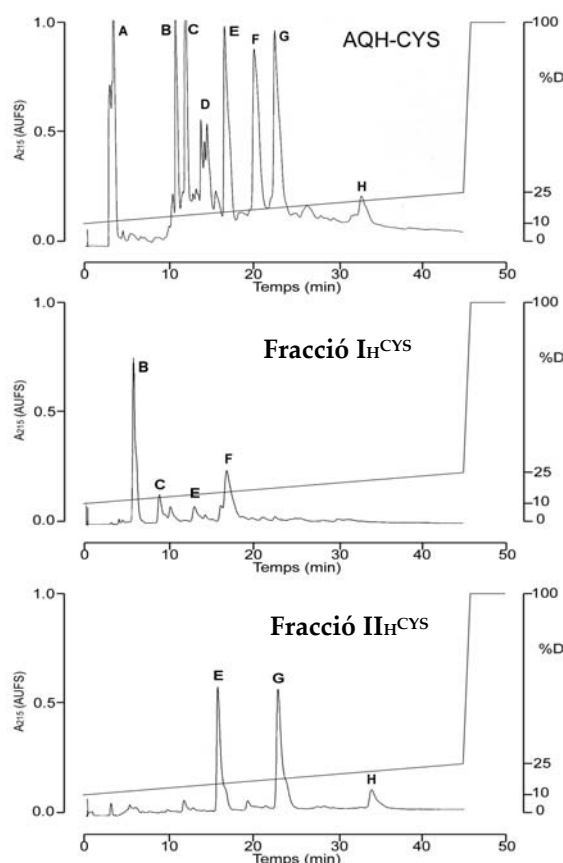 AQH-CYS
A B C D E F G H
A215 (AUFS)
1.0
0.5
0.0
100
%D
25
10
0
0 10 20 30 40 50
Temps (min)
Fracció IHCYS
B C E F
A215 (AUFS)
1.0
0.5
0.0
100
%D
25
10
0
0 10 20 30 40 50
Temps (min)
Fracció IIHCYS
E G H
A215 (AUFS)
1.0
0.5
0.0
100
%D
25
10
0
0 10 20 30 40 50
Temps (min)